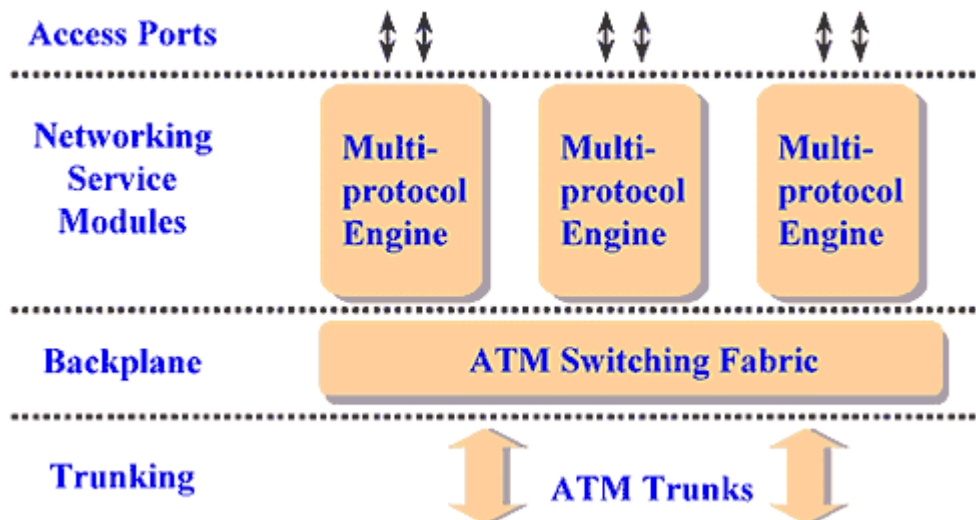 Access Ports
Networking
Service
Modules
Multi-
protocol
Engine
Multi-
protocol
Engine
Multi-
protocol
Engine
Backplane
ATM Switching Fabric
Trunking
ATM Trunks